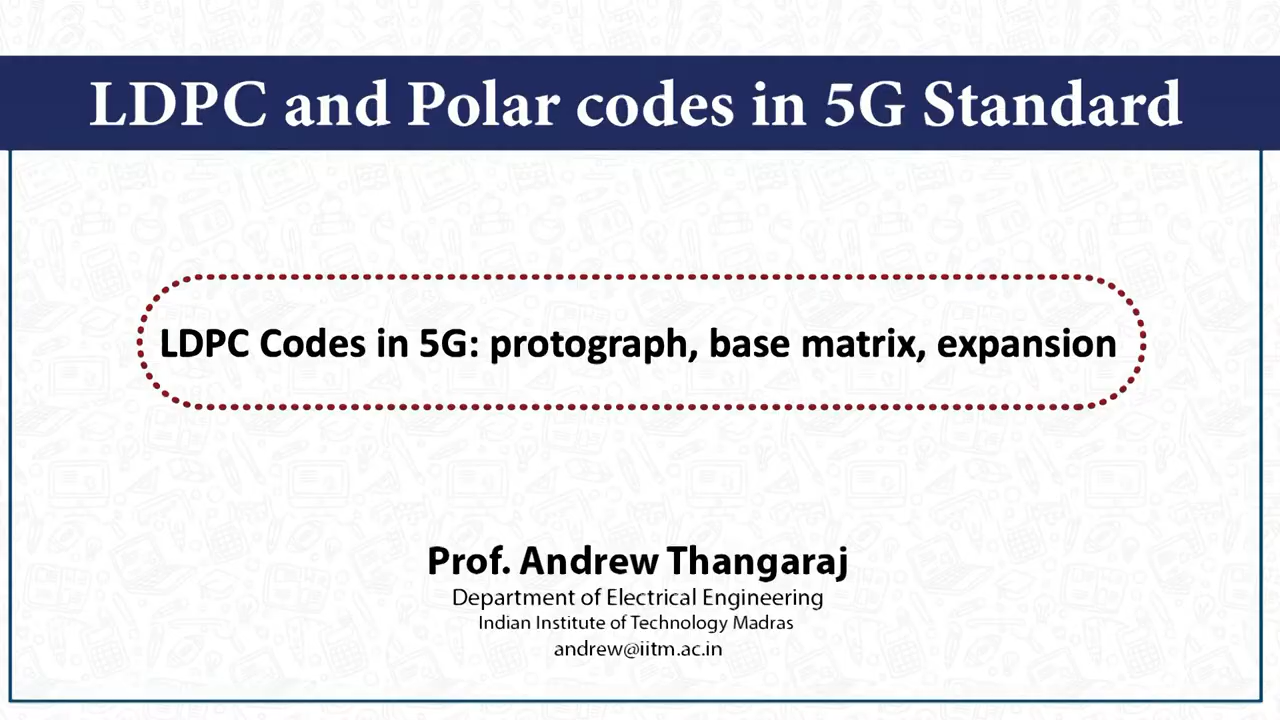 LDPC and Polar codes in 5G Standard
LDPC Codes in 5G: protograph, base matrix, expansion
Prof. Andrew Thangaraj
Department of Electrical Engineering
Indian Institute of Technology Madras
andrew@iitm.ac.in